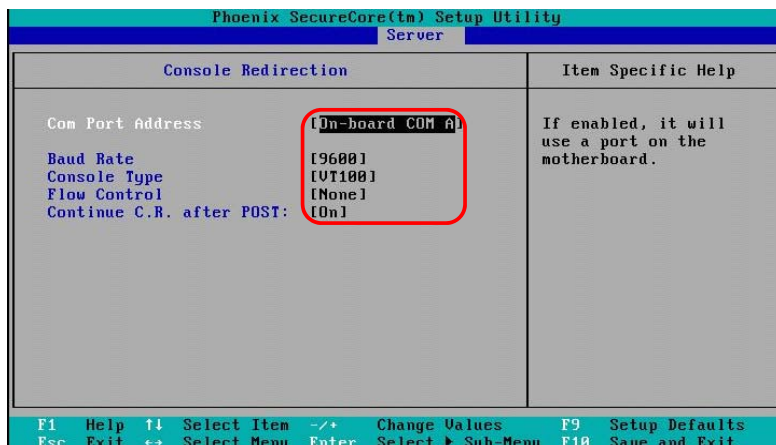 Phoenix SecureCore(tm) Setup Utility
Server
Console Redirection
Item Specific Help
Com Port Address [On-board COM A]
Baud Rate [9600]
Console Type [VT100]
Flow Control [None]
Continue C.R. after POST: [On]
If enabled, it will
use a port on the
motherboard.
F1 Help ↑↓ Select Item -/+ Change Values F9 Setup Defaults
Esc Exit ↔ Select Menu Enter Select ▶ Sub-Menu F10 Save and Exit